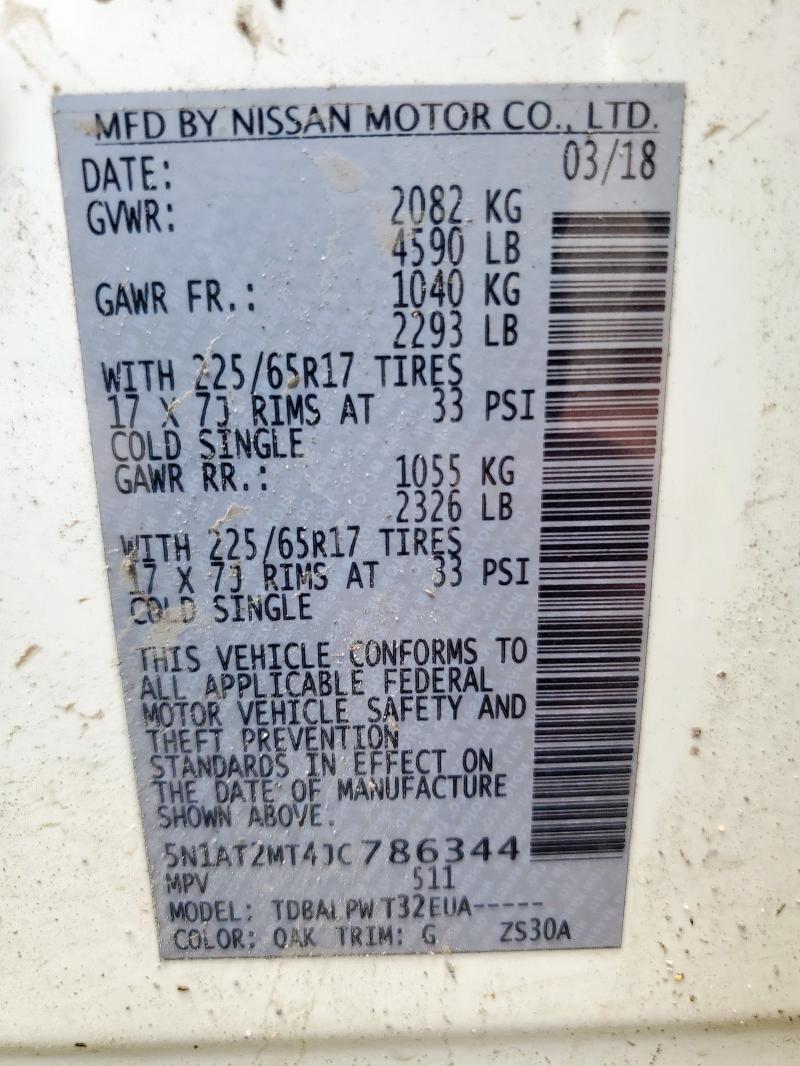 MFD BY NISSAN MOTOR CO., LTD.
DATE: 03/18
GVWR: 2082 KG
4590 LB
GAWR FR.: 1040 KG
2293 LB
WITH 225/65R17 TIRES
17 X 7J RIMS AT 33 PSI
COLD SINGLE
GAWR RR.: 1055 KG
2326 LB
WITH 225/65R17 TIRES
17 X 7J RIMS AT 33 PSI
COLD SINGLE
THIS VEHICLE CONFORMS TO
ALL APPLICABLE FEDERAL
MOTOR VEHICLE SAFETY AND
THEFT PREVENTION
STANDARDS IN EFFECT ON
THE DATE OF MANUFACTURE
SHOWN ABOVE.
5N1AT2MT4JC786344
MPV 511
MODEL: TDBALPW T32EUA-----
COLOR: QAK TRIM: G ZS30A